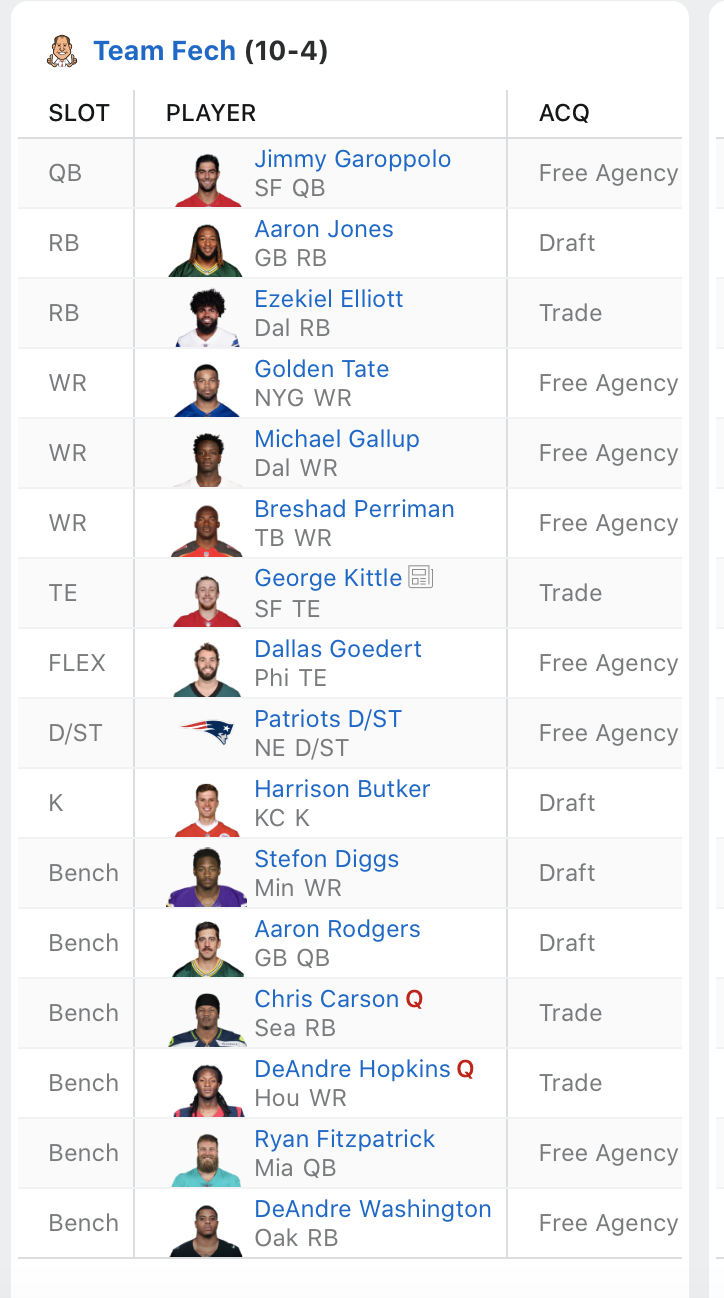 Team Fech (10-4)
SLOT PLAYER ACQ
QB Jimmy Garoppolo Free Agency
SF QB
RB Aaron Jones Draft
GB RB
RB Ezekiel Elliott Trade
Dal RB
WR Golden Tate Free Agency
NYG WR
WR Michael Gallup Free Agency
Dal WR
WR Breshad Perriman Free Agency
TB WR
TE George Kittle Trade
SF TE
FLEX Dallas Goedert Free Agency
Phi TE
D/ST Patriots D/ST Free Agency
NE D/ST
K Harrison Butker Draft
KC K
Bench Stefon Diggs Draft
Min WR
Bench Aaron Rodgers Draft
GB QB
Bench Chris Carson Q Trade
Sea RB
Bench DeAndre Hopkins Q Trade
Hou WR
Bench Ryan Fitzpatrick Free Agency
Mia QB
Bench DeAndre Washington Free Agency
Oak RB